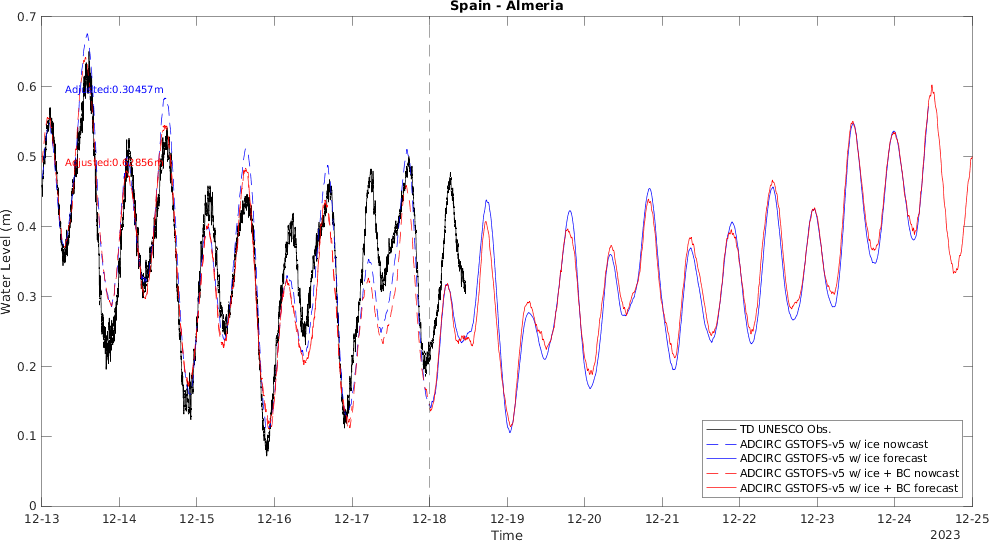 Spain - Almeria
0.7
0.6
0.5
0.4
0.3
0.2
0.1
0
Water Level (m)
Adjusted:0.30457m
TD UNESCO Obs.
ADCIRC GSTOFS-v5 w/ ice nowcast
ADCIRC GSTOFS-v5 w/ ice forecast
ADCIRC GSTOFS-v5 w/ ice + BC nowcast
ADCIRC GSTOFS-v5 w/ ice + BC forecast
12-13 12-14 12-15 12-16 12-17 12-18 12-19 12-20 12-21 12-22 12-23 12-24 12-25
Time
2023